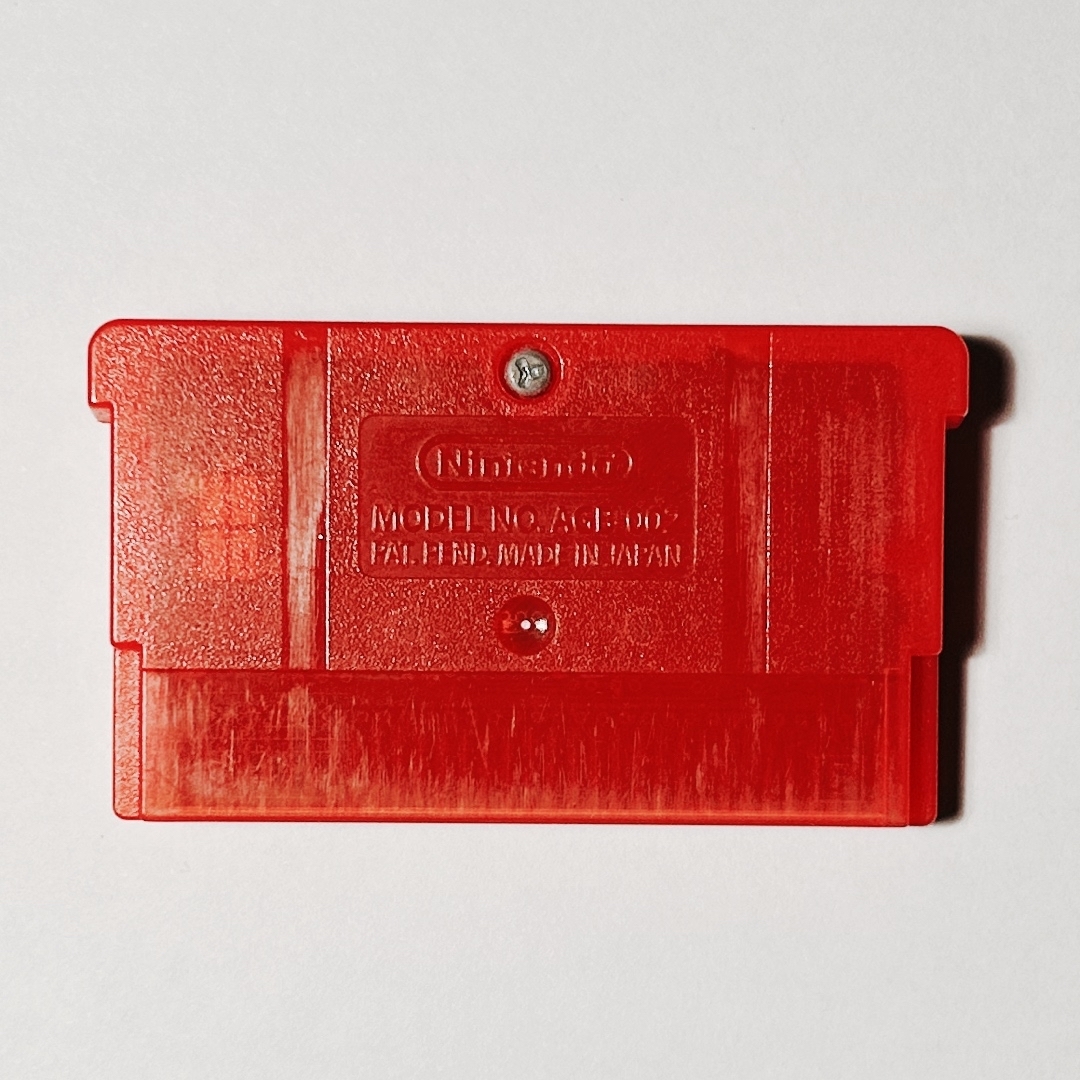 Nintendo
MODEL NO. AGB-002
PAT. PEND. MADE IN JAPAN